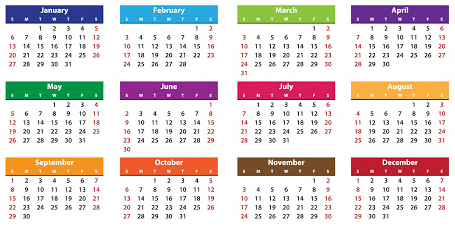 January
S M T W T F S
1 2 3 4 5
6 7 8 9 10 11 12
13 14 15 16 17 18 19
20 21 22 23 24 25 26
27 28 29 30 31
February
S M T W T F S
1 2
3 4 5 6 7 8 9
10 11 12 13 14 15 16
17 18 19 20 21 22 23
24 25 26 27 28
March
S M T W T F S
1 2
3 4 5 6 7 8 9
10 11 12 13 14 15 16
17 18 19 20 21 22 23
24 25 26 27 28 29 30
31
April
S M T W T F S
1 2 3 4 5 6
7 8 9 10 11 12 13
14 15 16 17 18 19 20
21 22 23 24 25 26 27
28 29 30
May
S M T W T F S
1 2 3 4
5 6 7 8 9 10 11
12 13 14 15 16 17 18
19 20 21 22 23 24 25
26 27 28 29 30 31
June
S M T W T F S
1
2 3 4 5 6 7 8
9 10 11 12 13 14 15
16 17 18 19 20 21 22
23 24 25 26 27 28 29
30
July
S M T W T F S
1 2 3 4 5 6
7 8 9 10 11 12 13
14 15 16 17 18 19 20
21 22 23 24 25 26 27
28 29 30 31
August
S M T W T F S
1 2 3
4 5 6 7 8 9 10
11 12 13 14 15 16 17
18 19 20 21 22 23 24
25 26 27 28 29 30 31
September
S M T W T F S
1 2 3 4 5 6 7
8 9 10 11 12 13 14
15 16 17 18 19 20 21
22 23 24 25 26 27 28
29 30
October
S M T W T F S
1 2 3 4 5
6 7 8 9 10 11 12
13 14 15 16 17 18 19
20 21 22 23 24 25 26
27 28 29 30 31
November
S M T W T F S
1 2
3 4 5 6 7 8 9
10 11 12 13 14 15 16
17 18 19 20 21 22 23
24 25 26 27 28 29 30
December
S M T W T F S
1 2 3 4 5 6 7
8 9 10 11 12 13 14
15 16 17 18 19 20 21
22 23 24 25 26 27 28
29 30 31